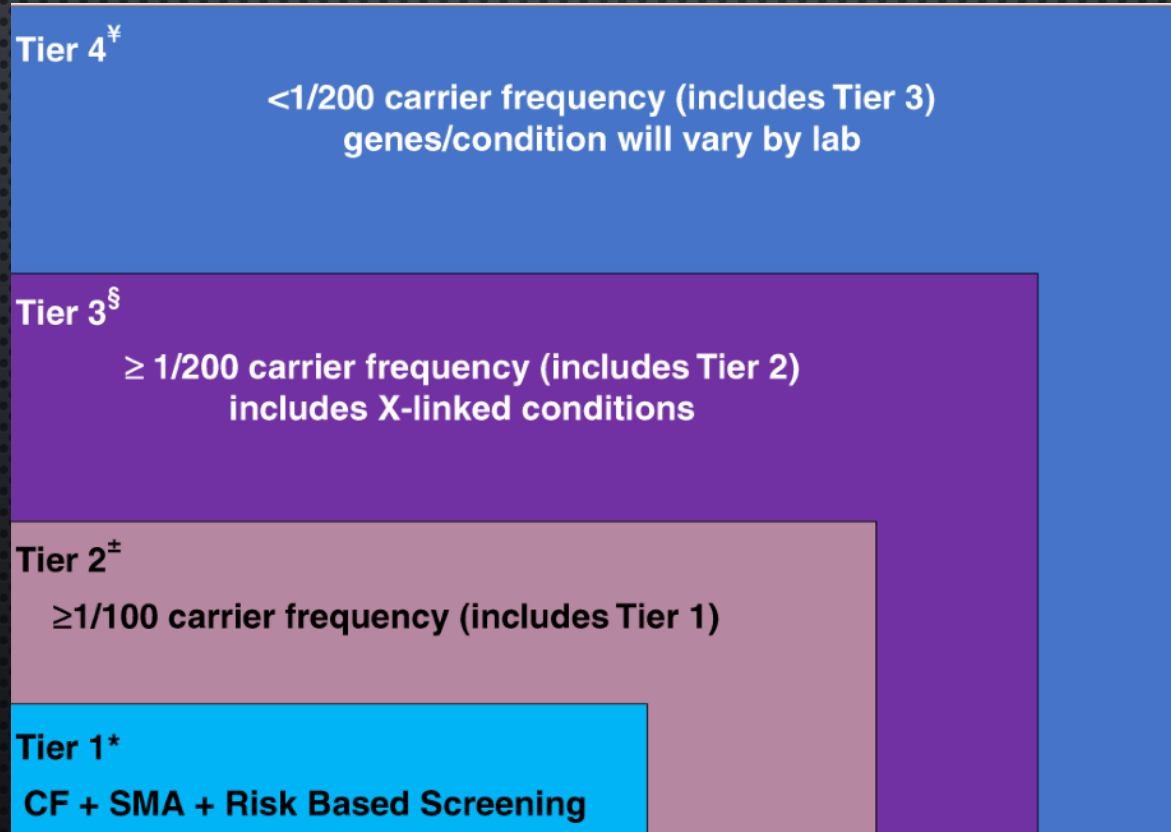 Tier 4¥
<1/200 carrier frequency (includes Tier 3)
genes/condition will vary by lab
Tier 3§
≥ 1/200 carrier frequency (includes Tier 2)
includes X-linked conditions
Tier 2±
≥1/100 carrier frequency (includes Tier 1)
Tier 1*
CF + SMA + Risk Based Screening